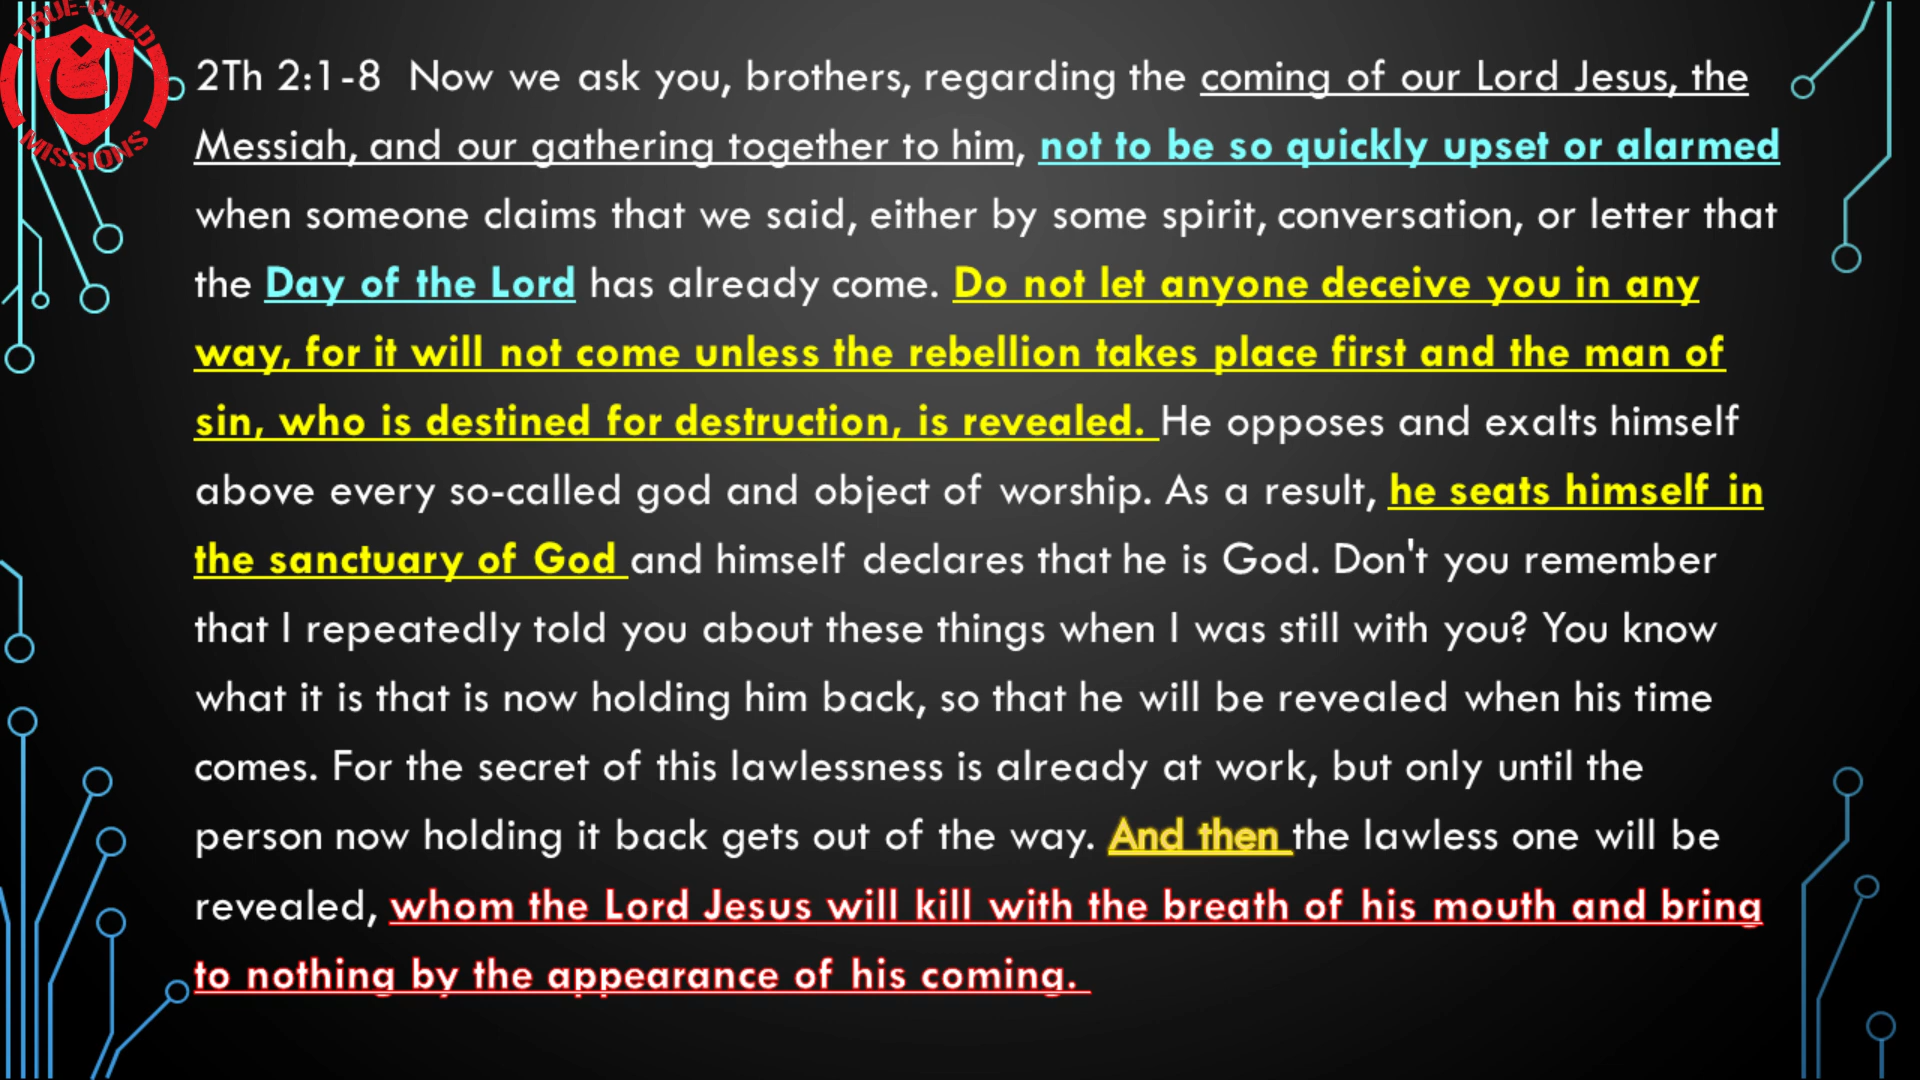 TRUE-CHILD
MISSIONS
2Th 2:1-8 Now we ask you, brothers, regarding the coming of our Lord Jesus, the
Messiah, and our gathering together to him, not to be so quickly upset or alarmed
when someone claims that we said, either by some spirit, conversation, or letter that
the Day of the Lord has already come. Do not let anyone deceive you in any
way, for it will not come unless the rebellion takes place first and the man of
sin, who is destined for destruction, is revealed. He opposes and exalts himself
above every so-called god and object of worship. As a result, he seats himself in
the sanctuary of God and himself declares that he is God. Don't you remember
that I repeatedly told you about these things when I was still with you? You know
what it is that is now holding him back, so that he will be revealed when his time
comes. For the secret of this lawlessness is already at work, but only until the
person now holding it back gets out of the way. And then the lawless one will be
revealed, whom the Lord Jesus will kill with the breath of his mouth and bring
to nothing by the appearance of his coming.